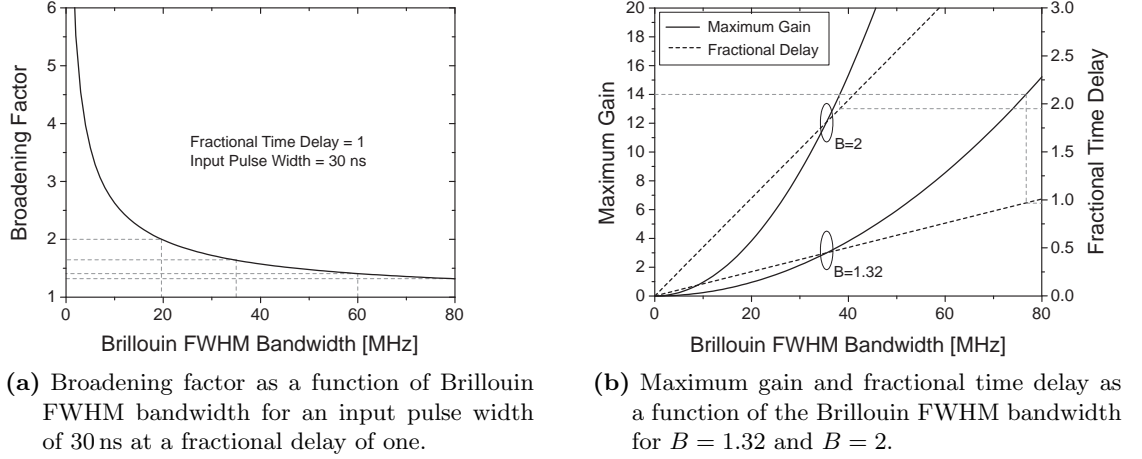 6
5
4
3
2
1
0
20
40
60
80
Broadening Factor
Fractional Time Delay = 1
Input Pulse Width = 30 ns
Brillouin FWHM Bandwidth [MHz]
(a) Broadening factor as a function of Brillouin
FWHM bandwidth for an input pulse width
of 30 ns at a fractional delay of one.
20
18
16
14
12
10
8
6
4
2
0
Maximum Gain
Maximum Gain
Fractional Delay
B=2
B=1.32
3.0
2.5
2.0
1.5
1.0
0.5
0.0
Fractional Time Delay
0
20
40
60
80
Brillouin FWHM Bandwidth [MHz]
(b) Maximum gain and fractional time delay as
a function of the Brillouin FWHM bandwidth
for B = 1.32 and B = 2.